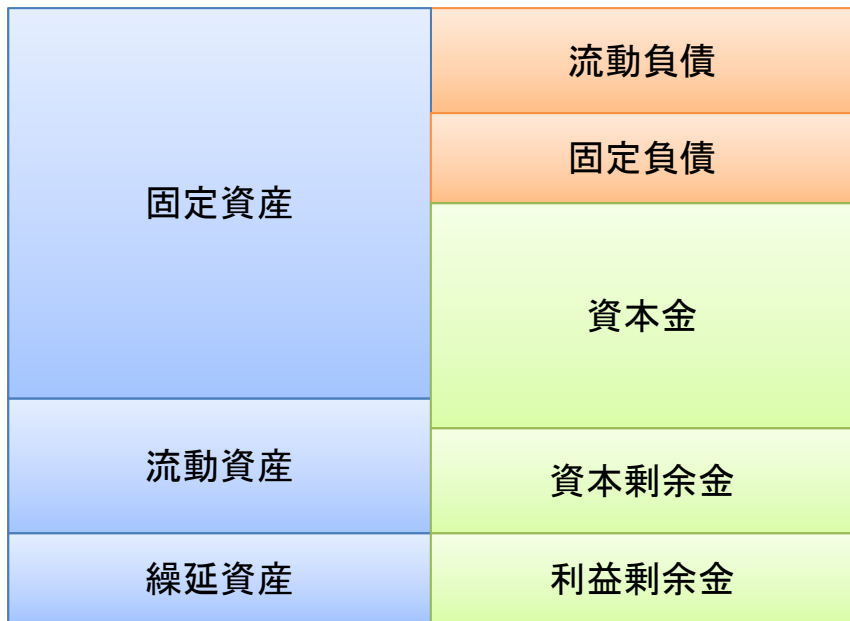 固定資産
流動資産
繰延資産
流動負債
固定負債
資本金
資本剰余金
利益剰余金